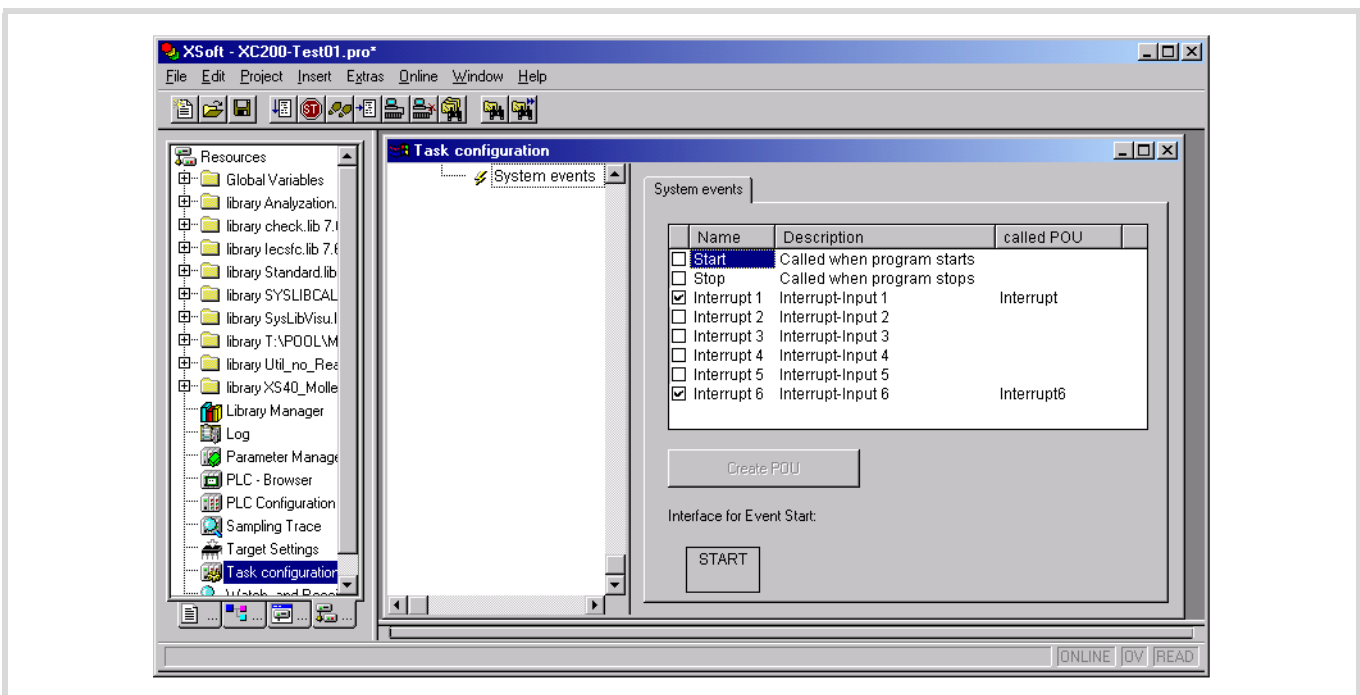 XSoft - XC200-Test01.pro*
File Edit Project Insert Extras Online Window Help
Resources
Global Variables
library Analyzation.
library check.lib 7.
library Iecsfc.lib 7.6
library Standard.lib
library SYSLIBCAL
library SysLibVisu.l
library T:\POOL\M
library Util_no_Rea
library XS40_Molle
Library Manager
Log
Parameter Manage
PLC - Browser
PLC Configuration
Sampling Trace
Target Settings
Task configuration
Task configuration
System events
System events
Name Description called POU
Start Called when program starts
Stop Called when program stops
Interrupt 1 Interrupt-Input 1 Interrupt
Interrupt 2 Interrupt-Input 2
Interrupt 3 Interrupt-Input 3
Interrupt 4 Interrupt-Input 4
Interrupt 5 Interrupt-Input 5
Interrupt 6 Interrupt-Input 6 Interrupt6
Create POU
Interface for Event Start:
START
ONLINE OV READ